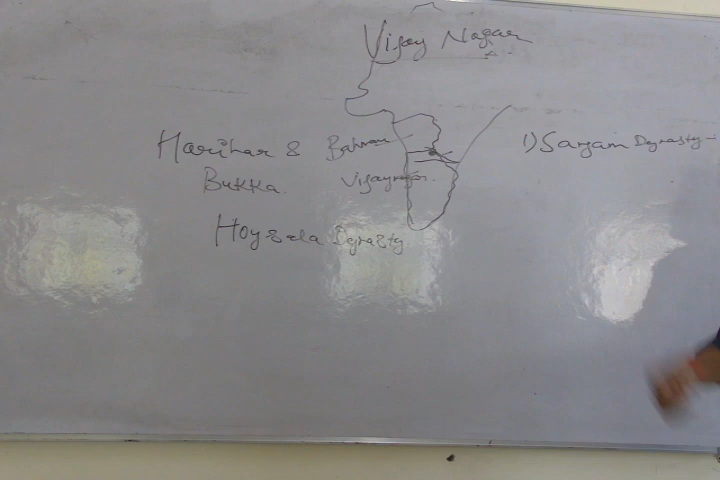 Vijay Nagar
Harihar &
Bukka
Bahman
Vijaynagar
Hoysala Dynasty
1) Sangam Dynasty-